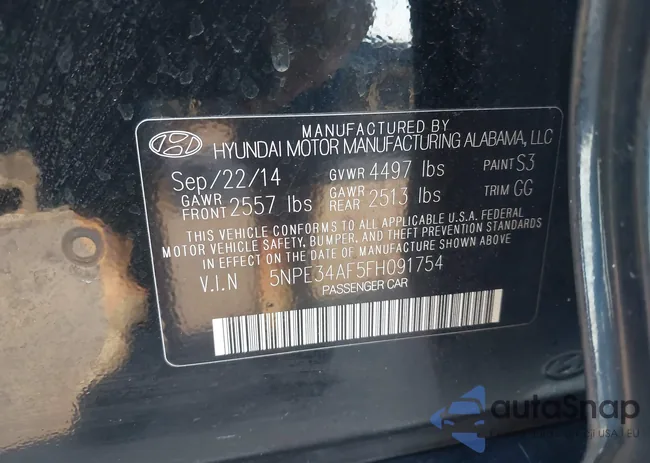 MANUFACTURED BY
HYUNDAI MOTOR MANUFACTURING ALABAMA, LLC
Sep/22/14 GVWR 4497 lbs PAINT S3
GAWR FRONT 2557 lbs GAWR REAR 2513 lbs TRIM GG
THIS VEHICLE CONFORMS TO ALL APPLICABLE U.S.A. FEDERAL
MOTOR VEHICLE SAFETY, BUMPER, AND THEFT PREVENTION STANDARDS
IN EFFECT ON THE DATE OF MANUFACTURE SHOWN ABOVE
V.I.N 5NPE34AF5FH091754
PASSENGER CAR
autoSnap
USA | EU